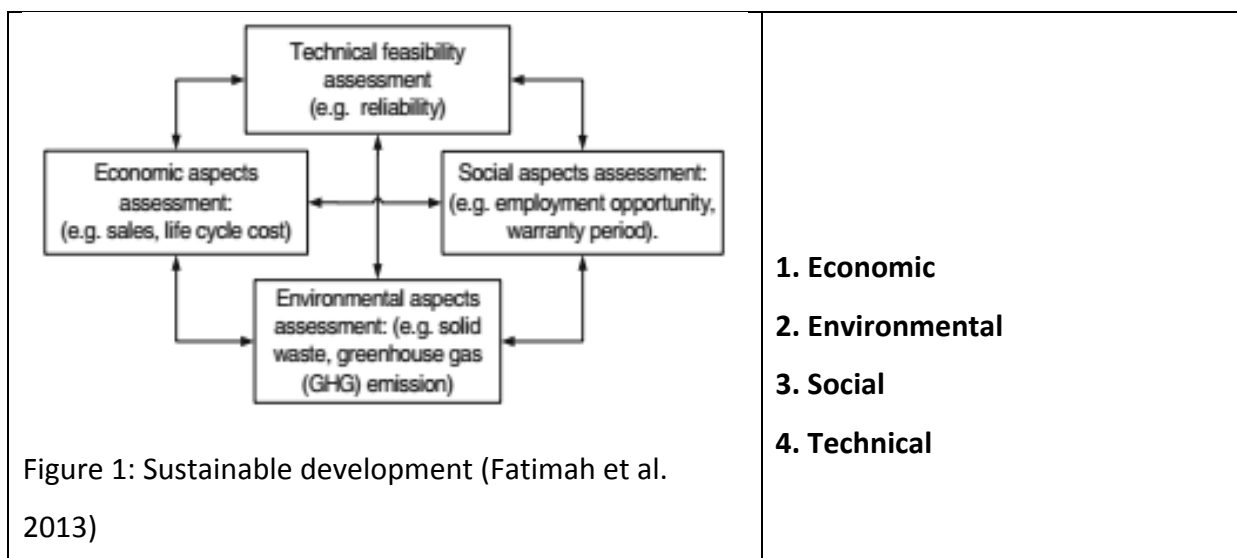 Technical feasibility
assessment
(e.g. reliability)
Economic aspects
assessment:
(e.g. sales, life cycle cost)
Social aspects assessment:
(e.g. employment opportunity,
warranty period).
Environmental aspects
assessment: (e.g. solid
waste, greenhouse gas
(GHG) emission)
Figure 1: Sustainable development (Fatimah et al.
2013)
1. Economic
2. Environmental
3. Social
4. Technical